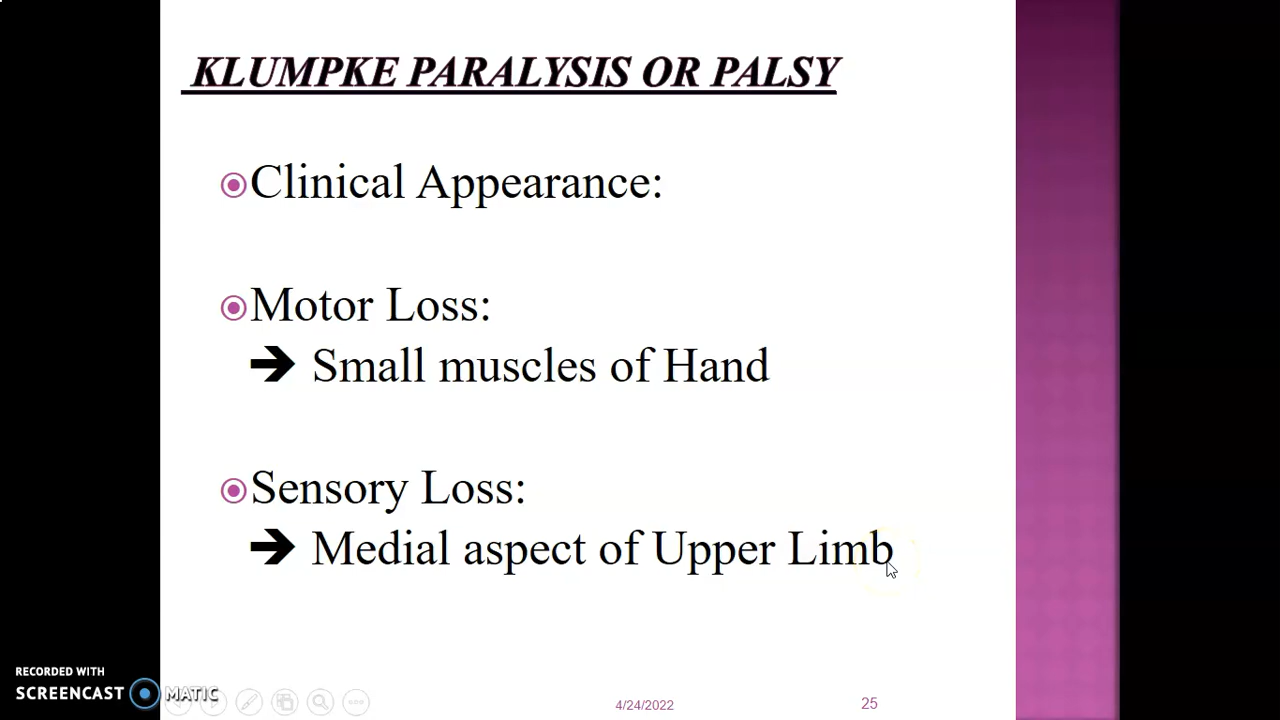 KLUMPKE PARALYSIS OR PALSY
Clinical Appearance:
Motor Loss:
➔ Small muscles of Hand
Sensory Loss:
➔ Medial aspect of Upper Limb
RECORDED WITH
SCREENCAST MATIC
4/24/2022
25